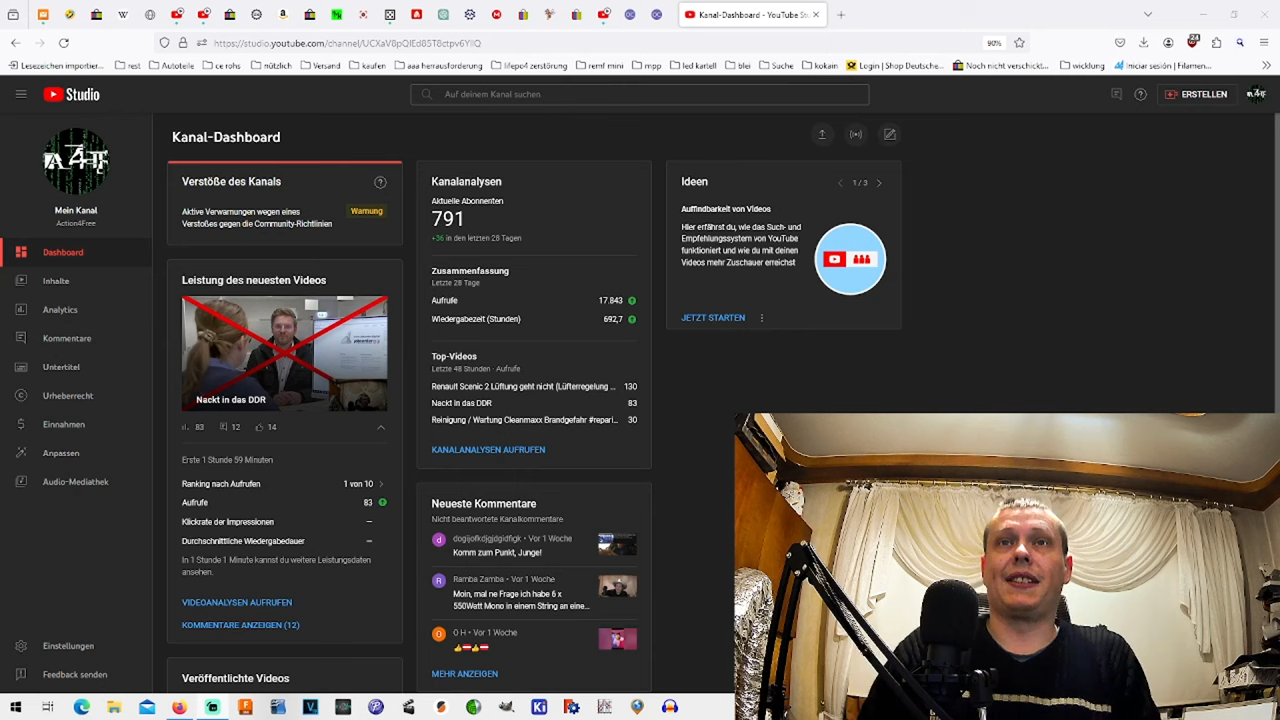 Kanal-Dashboard - YouTube St
https://studio.youtube.com/channel/UCXaV8pQlEd85T8ctpv6YlIQ
90%
24
Lesezeichen importier...
rest
Autoteile
ce rohs
nützlich
Versand
kaufen
aaa herausforderung
lifepo4 zerstörung
remf mini
mpp
led kartell
blei
Suche
kokain
Login | Shop Deutsche...
Noch nicht verschickt...
wicklung
Iniciar sesión | Filamen...
Studio
Auf deinem Kanal suchen
ERSTELLEN
Mein Kanal
Action4Free
Dashboard
Inhalte
Analytics
Kommentare
Untertitel
Urheberrecht
Einnahmen
Anpassen
Audio-Mediathek
Einstellungen
Feedback senden
Kanal-Dashboard
Verstöße des Kanals
Aktive Verwarnungen wegen eines
Verstoßes gegen die Community-Richtlinien
Warnung
Leistung des neuesten Videos
Nackt in das DDR
83
12
14
Erste 1 Stunde 59 Minuten
Ranking nach Aufrufen
1 von 10
Aufrufe
83
Klickrate der Impressionen
–
Durchschnittliche Wiedergabedauer
–
In 1 Stunde 1 Minute kannst du weitere Leistungsdaten
ansehen.
VIDEOANALYSEN AUFRUFEN
KOMMENTARE ANZEIGEN (12)
Veröffentlichte Videos
Kanalanalysen
Aktuelle Abonnenten
791
+36 in den letzten 28 Tagen
Zusammenfassung
Letzte 28 Tage
Aufrufe
17.843
Wiedergabezeit (Stunden)
692,7
Top-Videos
Letzte 48 Stunden · Aufrufe
Renault Scenic 2 Lüftung geht nicht (Lüfterregelung ...
130
Nackt in das DDR
83
Reinigung / Wartung Cleanmaxx Brandgefahr #repari...
30
KANALANALYSEN AUFRUFEN
Neueste Kommentare
Nicht beantwortete Kanalkommentare
dogijofkdjgjdgidfigk • Vor 1 Woche
Komm zum Punkt, Junge!
Ramba Zamba • Vor 1 Woche
Moin, mal ne Frage ich habe 6 x
550Watt Mono in einem String an eine...
O H • Vor 1 Woche
MEHR ANZEIGEN
Ideen
1 / 3
Auffindbarkeit von Videos
Hier erfährst du, wie das Such- und
Empfehlungssystem von YouTube
funktioniert und wie du mit deinen
Videos mehr Zuschauer erreichst
JETZT STARTEN